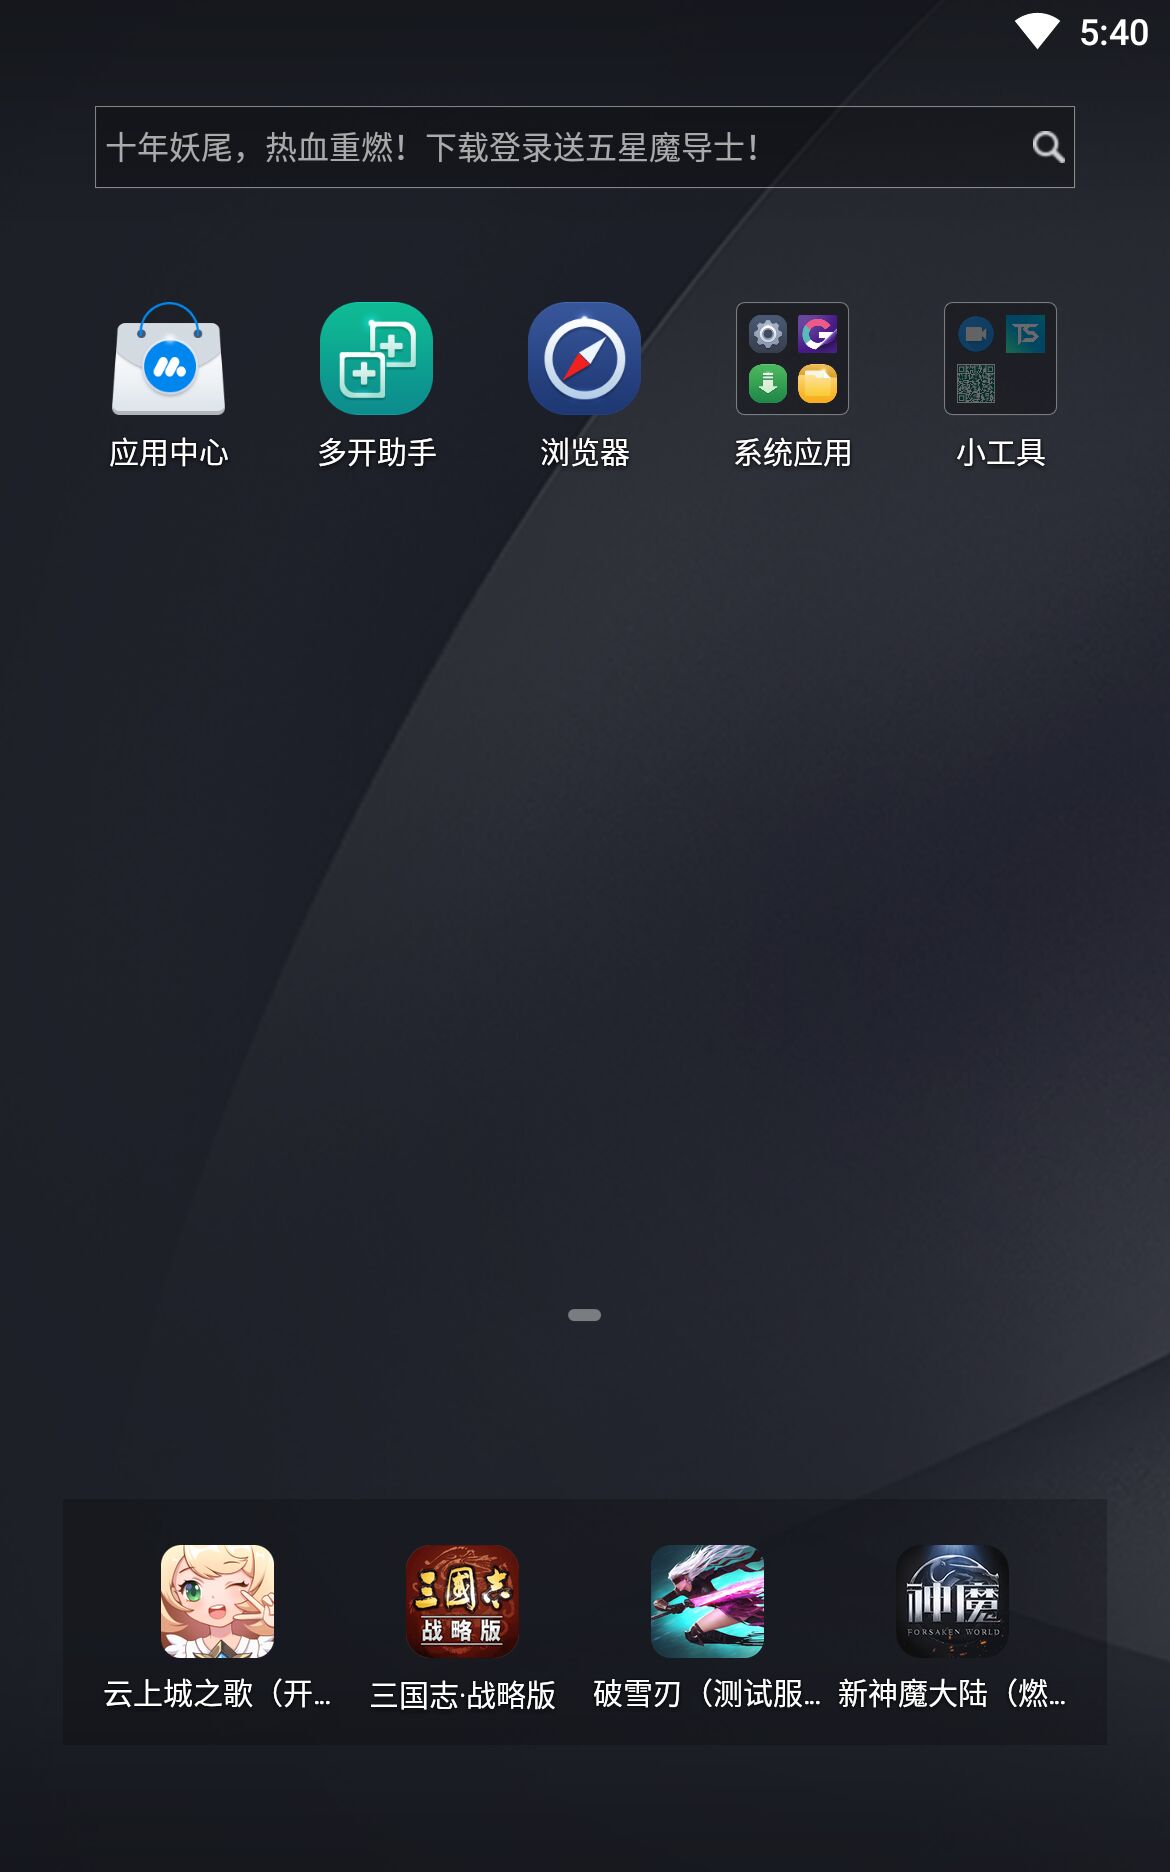 5:40
十年妖尾，热血重燃！下载登录送五星魔导士！
应用中心
多开助手
浏览器
系统应用
小工具
三國志
战略版
神魔
FORSAKEN WORLD
云上城之歌（开...
三国志·战略版
破雪刃（测试服...
新神魔大陆（燃...